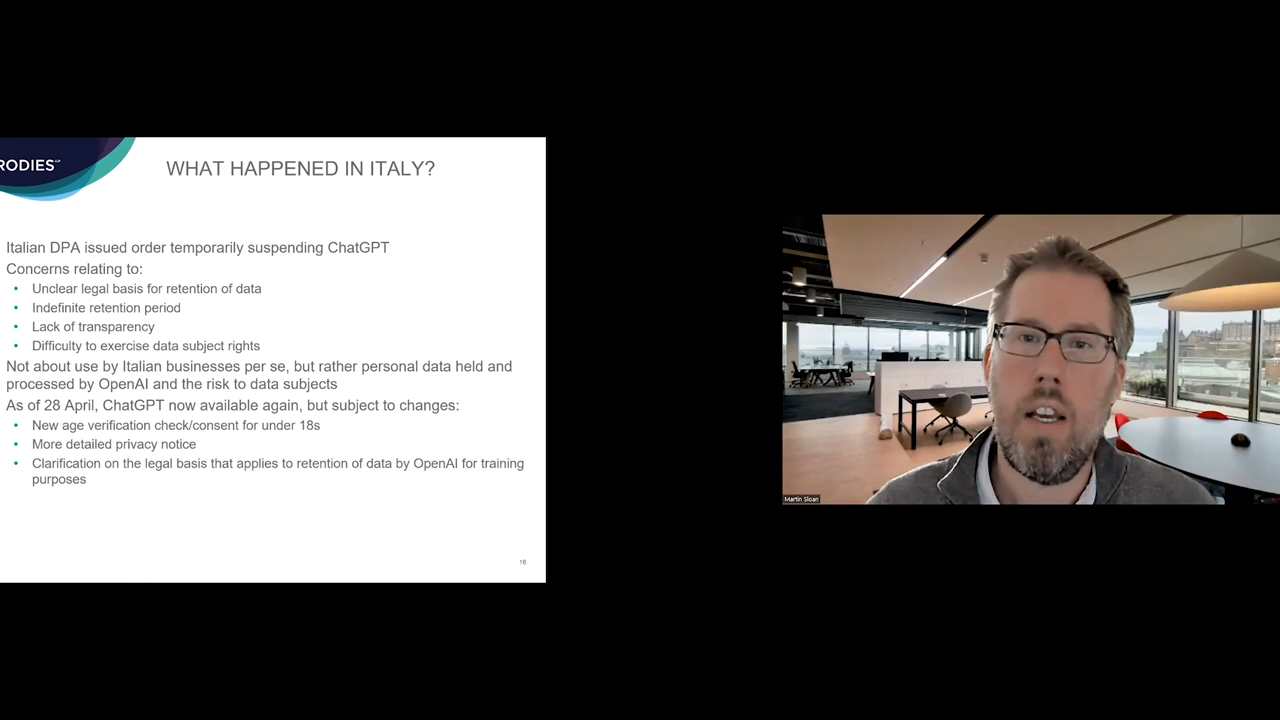 RODIES LLP
WHAT HAPPENED IN ITALY?
Italian DPA issued order temporarily suspending ChatGPT
Concerns relating to:
• Unclear legal basis for retention of data
• Indefinite retention period
• Lack of transparency
• Difficulty to exercise data subject rights
Not about use by Italian businesses per se, but rather personal data held and
processed by OpenAI and the risk to data subjects
As of 28 April, ChatGPT now available again, but subject to changes:
• New age verification check/consent for under 18s
• More detailed privacy notice
• Clarification on the legal basis that applies to retention of data by OpenAI for training
purposes
16
Martin Sloan